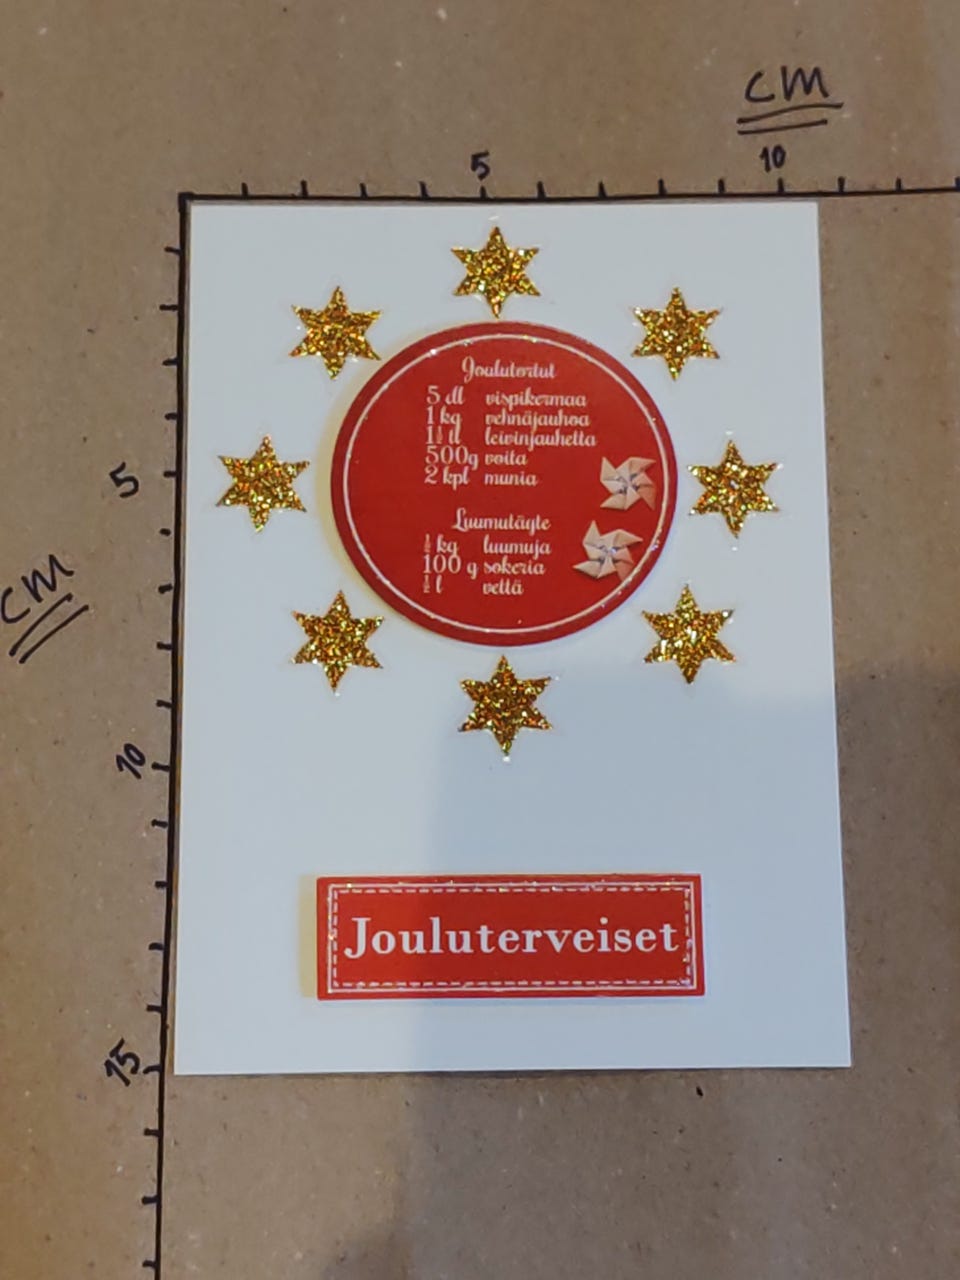 cm
5 10
5
cm
10
15
Joulutortut
5 dl vispikermaa
1 kg vehnäjauhoa
1½ tl leivinjauhetta
500g voita
2 kpl munia
Luumutäyte
½ kg luumuja
100 g sokeria
½ l vettä
Jouluterveiset